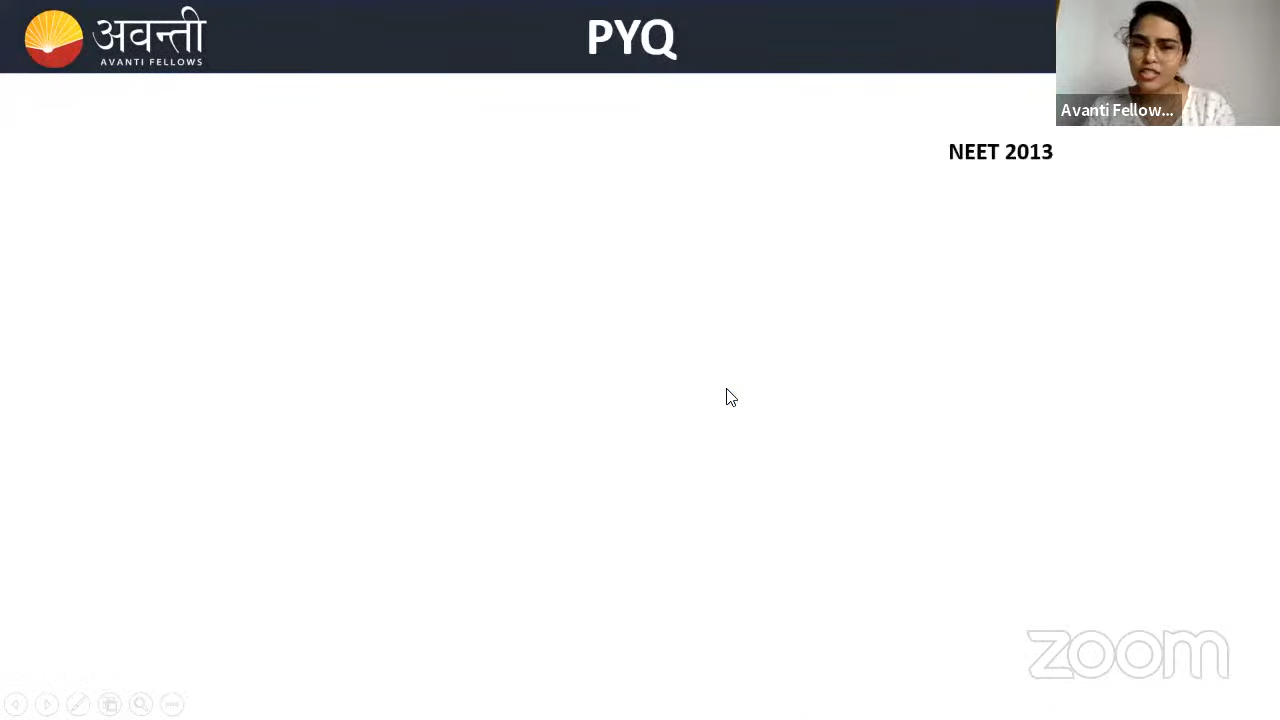 अवन्ती
AVANTI FELLOWS
PYQ
Avanti Fellow...
NEET 2013
zoom